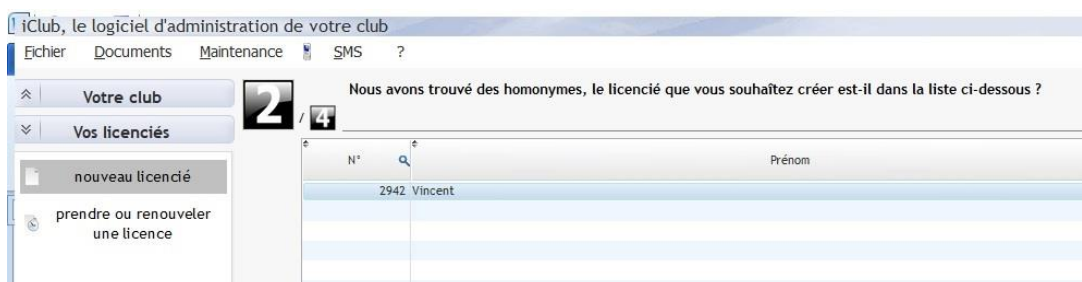 iClub, le logiciel d'administration de votre club
Fichier Documents Maintenance SMS ?
Votre club
Vos licenciés
nouveau licencié
prendre ou renouveler
une licence
2 / 4
Nous avons trouvé des homonymes, le licencié que vous souhaîtez créer est-il dans la liste ci-dessous ?
N° Prénom
2942 Vincent